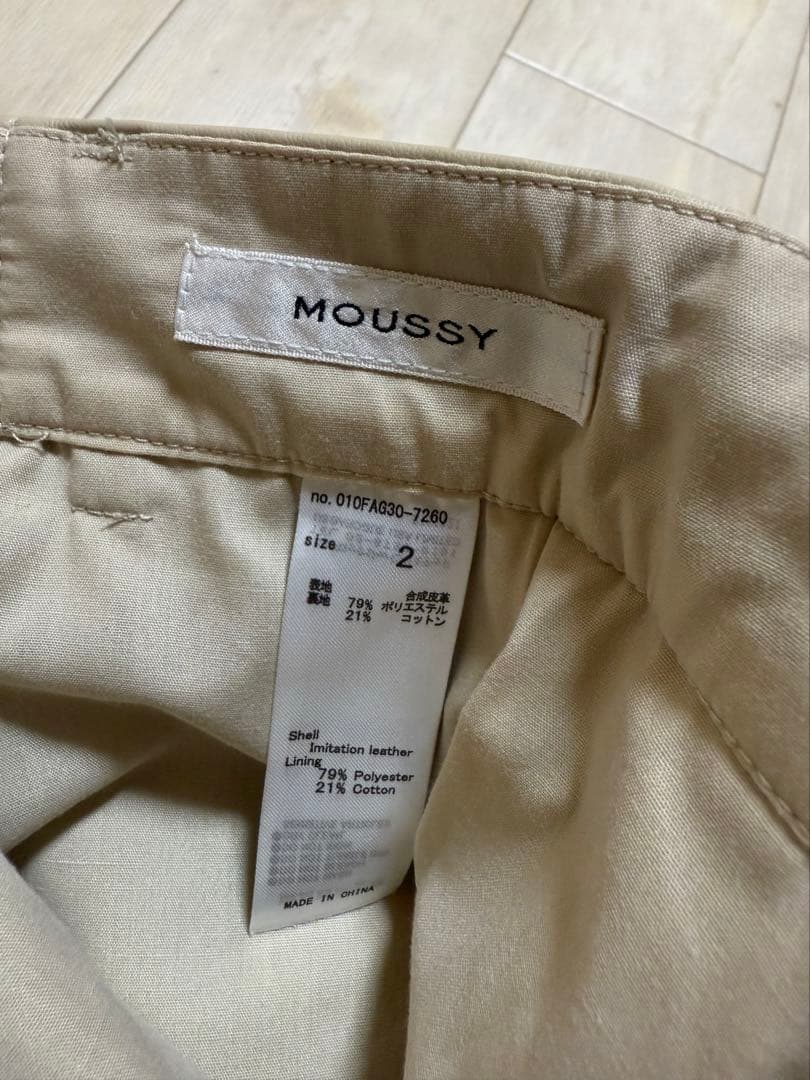 MOUSSY
no. 010FAG30-7260
size 2
表地 合成皮革
裏地 79% ポリエステル
21% コットン
Shell
Imitation leather
Lining
79% Polyester
21% Cotton
MADE IN CHINA